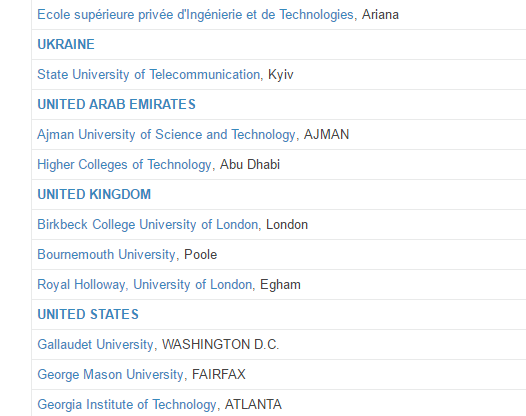 Ecole supérieure privée d'Ingénierie et de Technologies, Ariana
UKRAINE
State University of Telecommunication, Kyiv
UNITED ARAB EMIRATES
Ajman University of Science and Technology, AJMAN
Higher Colleges of Technology, Abu Dhabi
UNITED KINGDOM
Birkbeck College University of London, London
Bournemouth University, Poole
Royal Holloway, University of London, Egham
UNITED STATES
Gallaudet University, WASHINGTON D.C.
George Mason University, FAIRFAX
Georgia Institute of Technology, ATLANTA